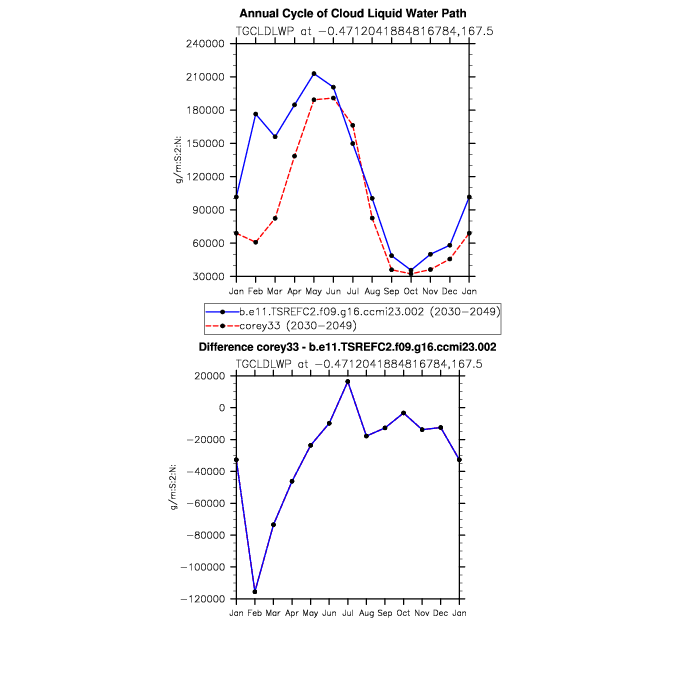 Annual Cycle of Cloud Liquid Water Path
TGCLDLWP at −0.4712041884816784,167.5
240000
210000
180000
150000
120000
90000
60000
30000
g/m:S:2:N:
Jan Feb Mar Apr May Jun Jul Aug Sep Oct Nov Dec Jan
b.e11.TSREFC2.f09.g16.ccmi23.002 (2030−2049)
corey33 (2030−2049)
Difference corey33 - b.e11.TSREFC2.f09.g16.ccmi23.002
TGCLDLWP at −0.4712041884816784,167.5
20000
0
−20000
−40000
−60000
−80000
−100000
−120000
g/m:S:2:N:
Jan Feb Mar Apr May Jun Jul Aug Sep Oct Nov Dec Jan